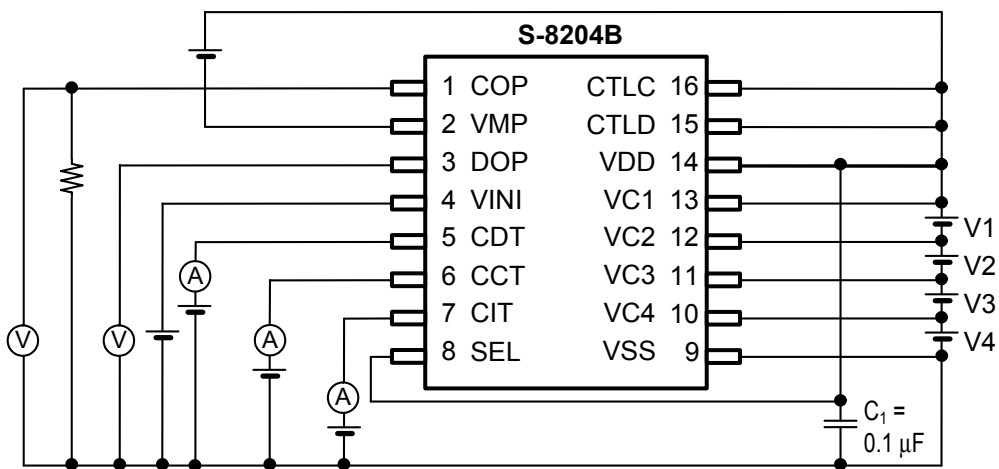 S-8204B
1 COP CTLC 16
2 VMP CTLD 15
3 DOP VDD 14
4 VINI VC1 13
5 CDT VC2 12
6 CCT VC3 11
7 CIT VC4 10
8 SEL VSS 9
V1
V2
V3
V4
A
A
A
V
V
C₁ =
0.1 μF